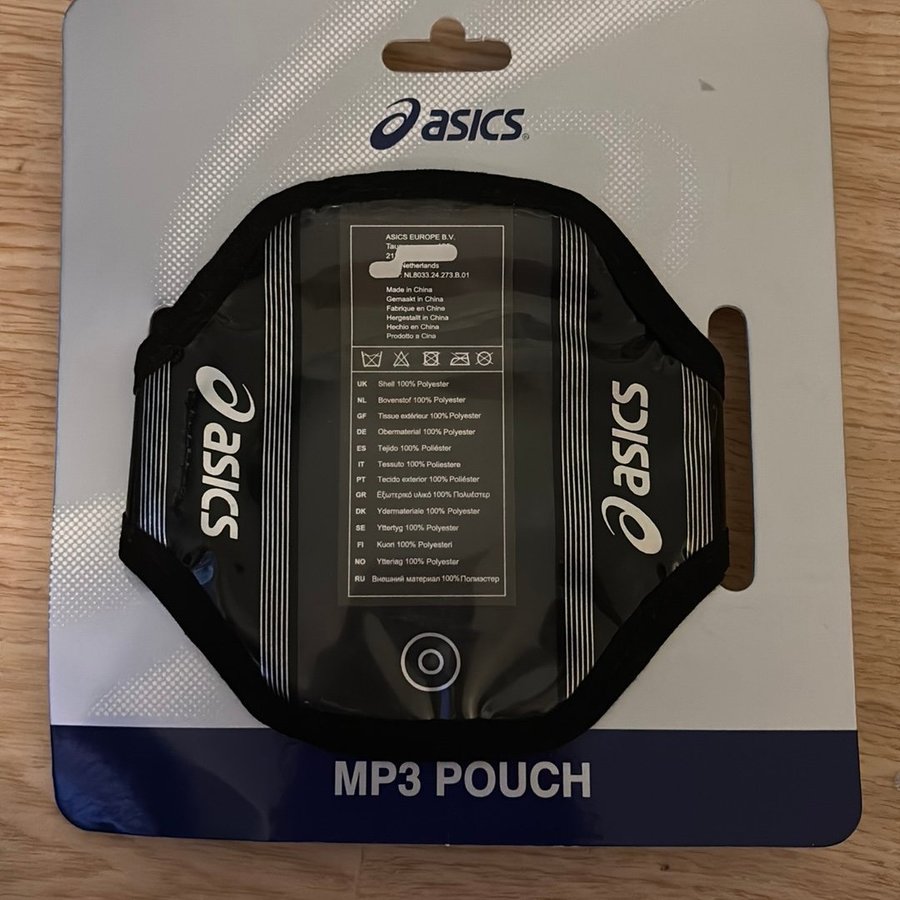 asics
ASICS EUROPE B.V.
21
Netherlands
: NL8033.24.273.B.01
Made in China
Gemaakt in China
Fabrique en Chine
Hergestellt in China
Hecho en China
Prodotto a Cina
UK Shell 100% Polyester
NL Bovenstof 100% Polyester
GF Tissue extérieur 100% Polyester
DE Obermaterial 100% Polyester
ES Tejido 100% Poliéster
IT Tessuto 100% Poliestere
PT Tecido exterior 100% Poliéster
GR Εξωτερικό υλικό 100% Πολυέστερ
DK Ydermateriale 100% Polyester
SE Yttertyg 100% Polyester
FI Kuori 100% Polyesteri
NO Ytterlag 100% Polyester
RU Внешний материал 100% Полиэстер
asics
asics
MP3 POUCH